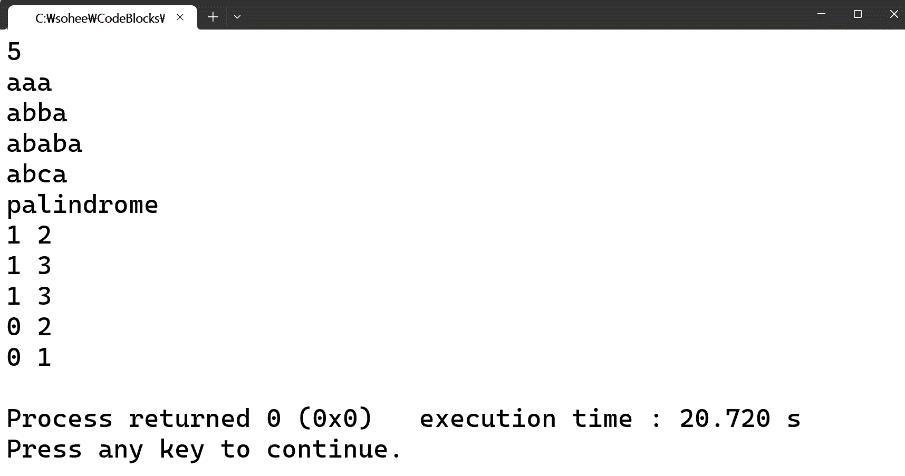 C:₩sohee₩CodeBlocks₩
5
aaa
abba
ababa
abca
palindrome
1 2
1 3
1 3
0 2
0 1
Process returned 0 (0x0)   execution time : 20.720 s
Press any key to continue.